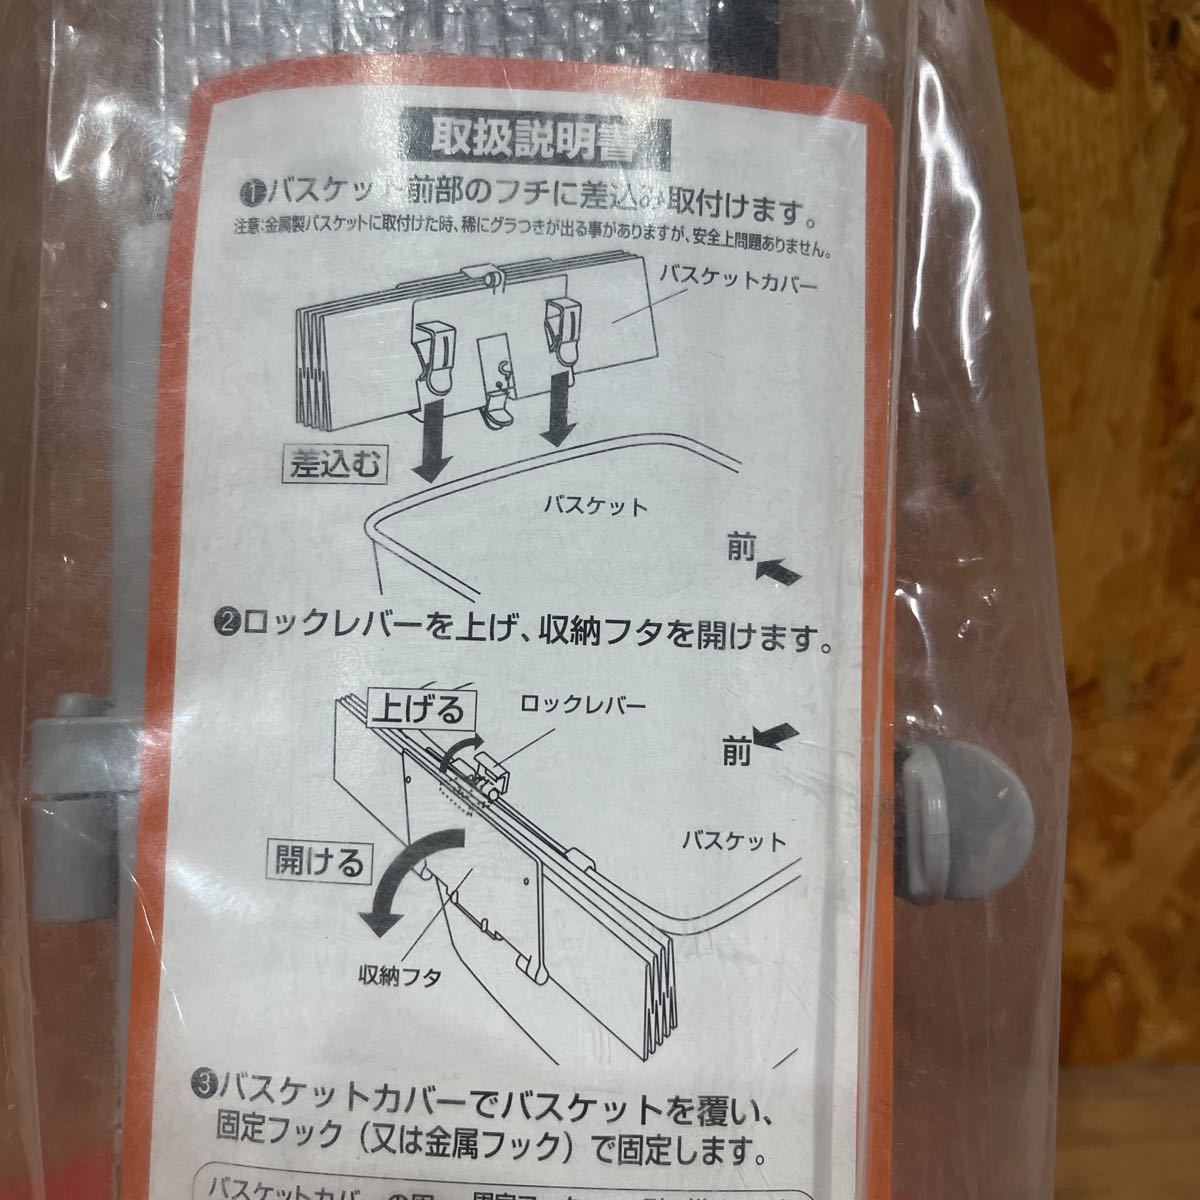 取扱説明書
❶バスケット前部のフチに差込み取付けます。
注意:金属製バスケットに取付けた時、稀にグラつきが出る事がありますが、安全上問題ありません。
バスケットカバー
差込む
バスケット
前
❷ロックレバーを上げ、収納フタを開けます。
上げる
ロックレバー
前
開ける
バスケット
収納フタ
❸バスケットカバーでバスケットを覆い、
固定フック（又は金属フック）で固定します。
バスケットカバー